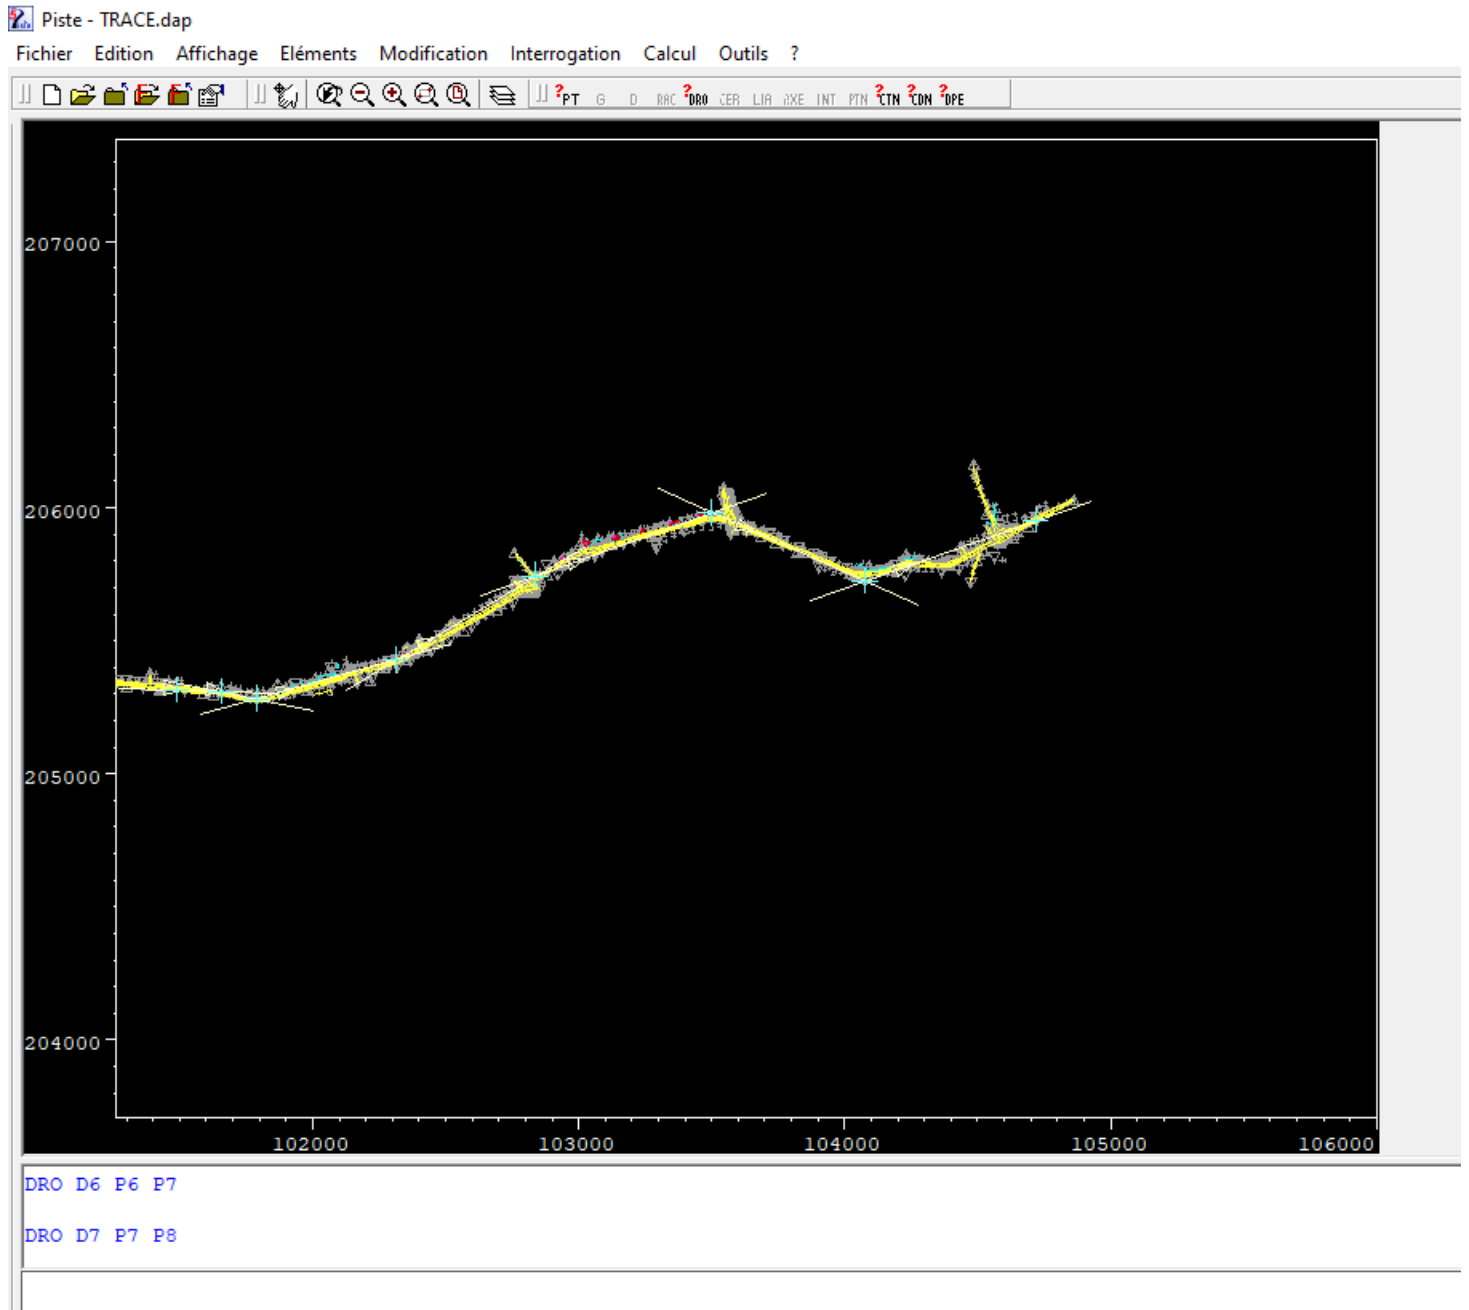 Piste - TRACE.dap
Fichier Edition Affichage Eléments Modification Interrogation Calcul Outils ?
?PT G D RAC ?DRO CER LIA AXE INT PTN ?CTN ?CDN ?DPE
207000
206000
205000
204000
102000 103000 104000 105000 106000
DRO D6 P6 P7
DRO D7 P7 P8